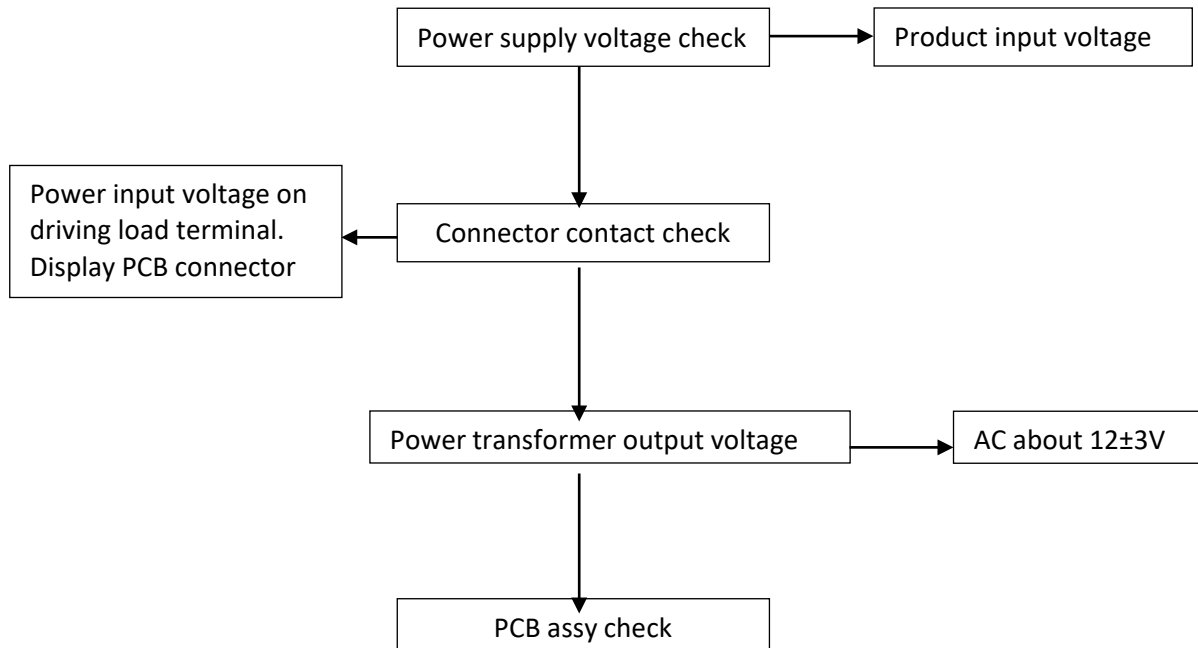 Power supply voltage check
Product input voltage
Power input voltage on
driving load terminal.
Display PCB connector
Connector contact check
Power transformer output voltage
AC about 12±3V
PCB assy check